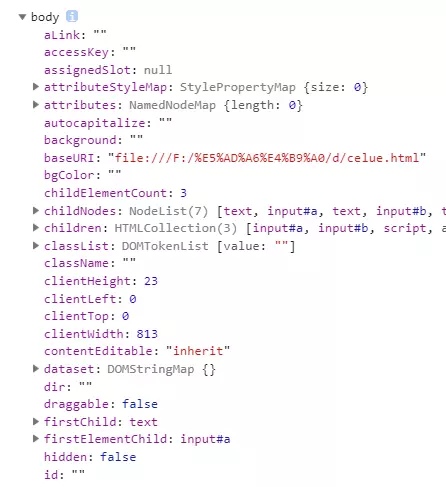 body i
aLink: ""
accessKey: ""
assignedSlot: null
attributeStyleMap: StylePropertyMap {size: 0}
attributes: NamedNodeMap {length: 0}
autocapitalize: ""
background: ""
baseURI: "file:///F:/%E5%AD%A6%E4%B9%A0/d/celue.html"
bgColor: ""
childElementCount: 3
childNodes: NodeList(7) [text, input#a, text, input#b, t
children: HTMLCollection(3) [input#a, input#b, script, a
classList: DOMTokenList [value: ""]
className: ""
clientHeight: 23
clientLeft: 0
clientTop: 0
clientWidth: 813
contentEditable: "inherit"
dataset: DOMStringMap {}
dir: ""
draggable: false
firstChild: text
firstElementChild: input#a
hidden: false
id: ""